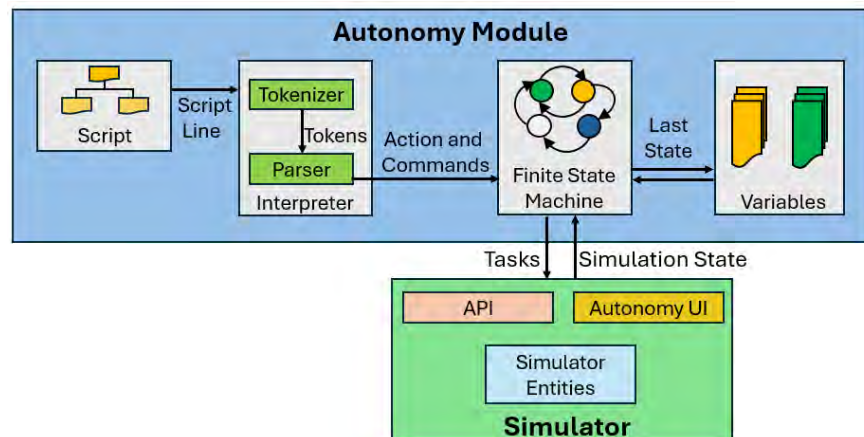 Autonomy Module
Script
Script
Line
Tokenizer
Tokens
Parser
Interpreter
Action and
Commands
Finite State
Machine
Last
State
Variables
Tasks
Simulation State
API
Autonomy UI
Simulator
Entities
Simulator